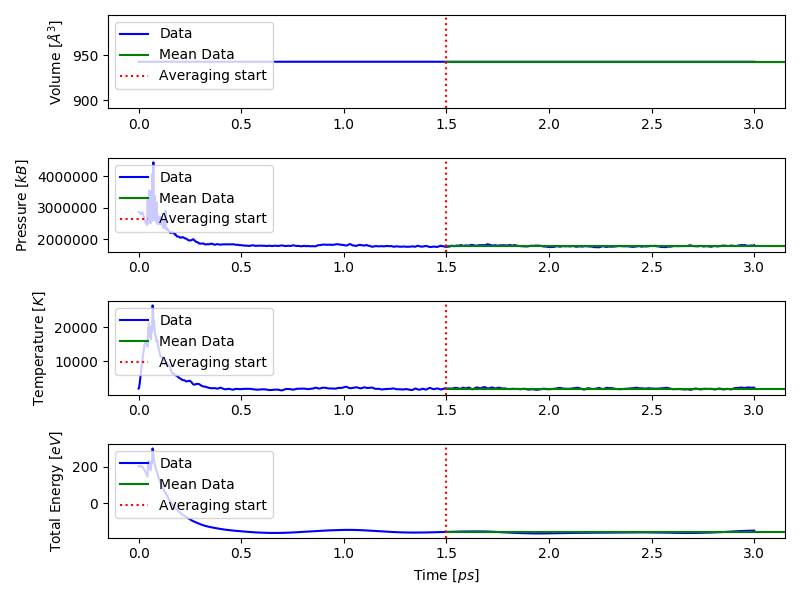 Volume [Å³]
950
900
Data
Mean Data
Averaging start
0.0 0.5 1.0 1.5 2.0 2.5 3.0
Pressure [kB]
4000000
3000000
2000000
Data
Mean Data
Averaging start
0.0 0.5 1.0 1.5 2.0 2.5 3.0
Temperature [K]
20000
10000
Data
Mean Data
Averaging start
0.0 0.5 1.0 1.5 2.0 2.5 3.0
Total Energy [eV]
200
0
Data
Mean Data
Averaging start
0.0 0.5 1.0 1.5 2.0 2.5 3.0
Time [ps]